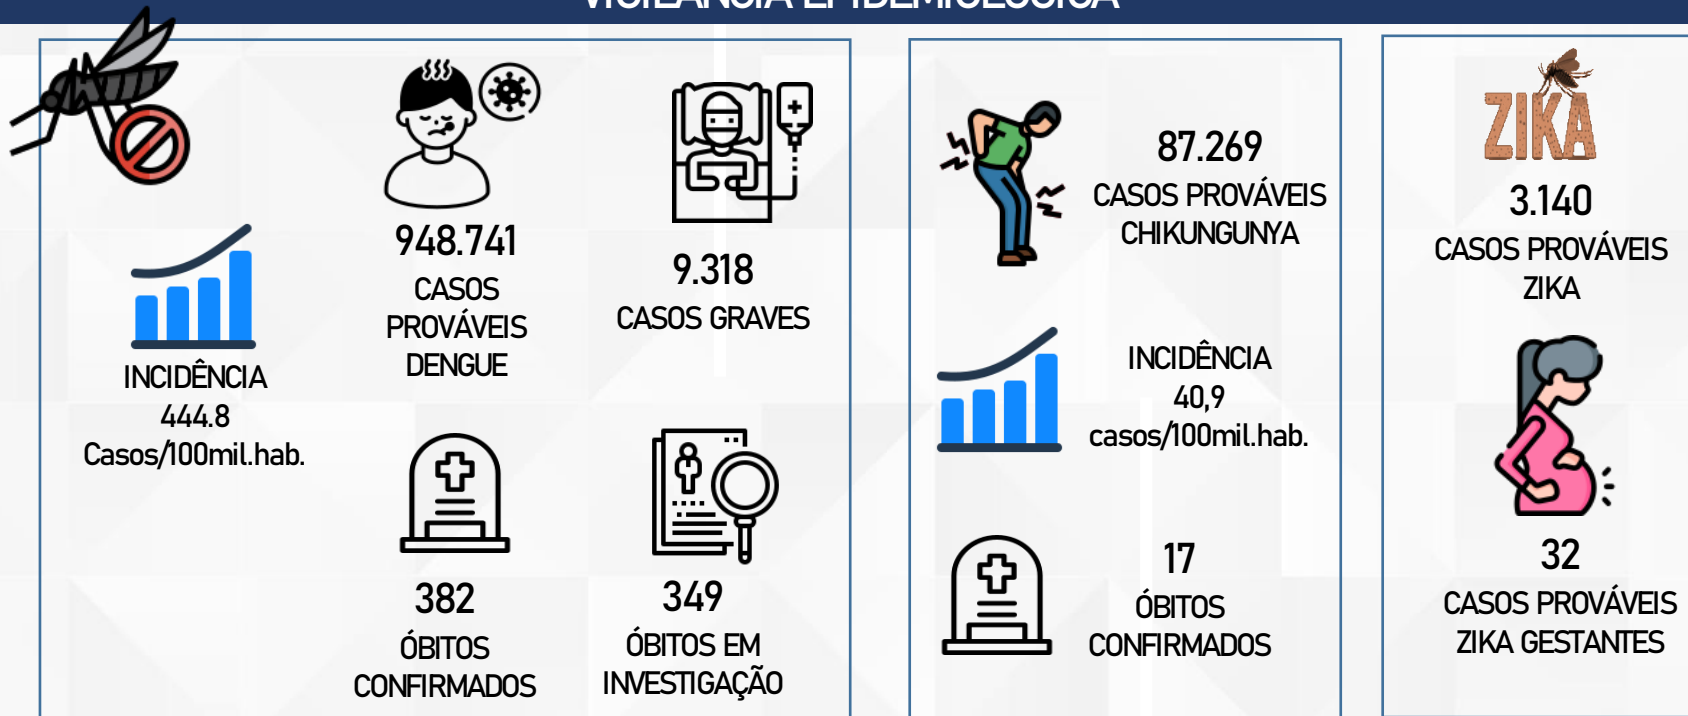 VIGILÂNCIA EPIDEMIOLÓGICA
INCIDÊNCIA
444.8
Casos/100mil.hab.
948.741
CASOS
PROVÁVEIS
DENGUE
9.318
CASOS GRAVES
382
ÓBITOS
CONFIRMADOS
349
ÓBITOS EM
INVESTIGAÇÃO
87.269
CASOS PROVÁVEIS
CHIKUNGUNYA
INCIDÊNCIA
40,9
casos/100mil.hab.
17
ÓBITOS
CONFIRMADOS
ZIKA
3.140
CASOS PROVÁVEIS
ZIKA
32
CASOS PROVÁVEIS
ZIKA GESTANTES